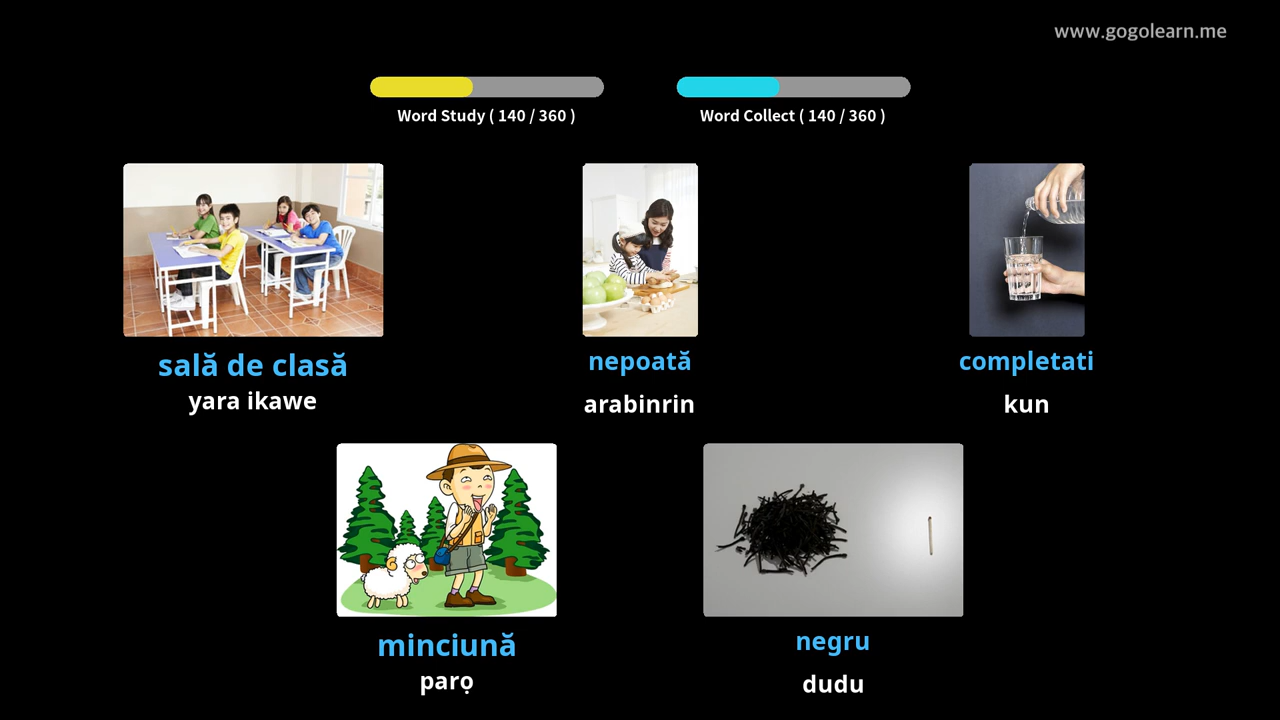 www.gogolearn.me
Word Study ( 140 / 360 )
Word Collect ( 140 / 360 )
sală de clasă
yara ikawe
nepoată
arabinrin
completati
kun
minciună
parọ
negru
dudu